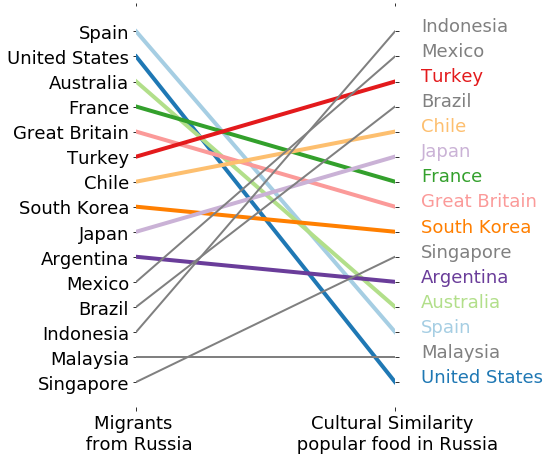 Spain
United States
Australia
France
Great Britain
Turkey
Chile
South Korea
Japan
Argentina
Mexico
Brazil
Indonesia
Malaysia
Singapore
Indonesia
Mexico
Turkey
Brazil
Chile
Japan
France
Great Britain
South Korea
Singapore
Argentina
Australia
Spain
Malaysia
United States
Migrants
from Russia
Cultural Similarity
popular food in Russia